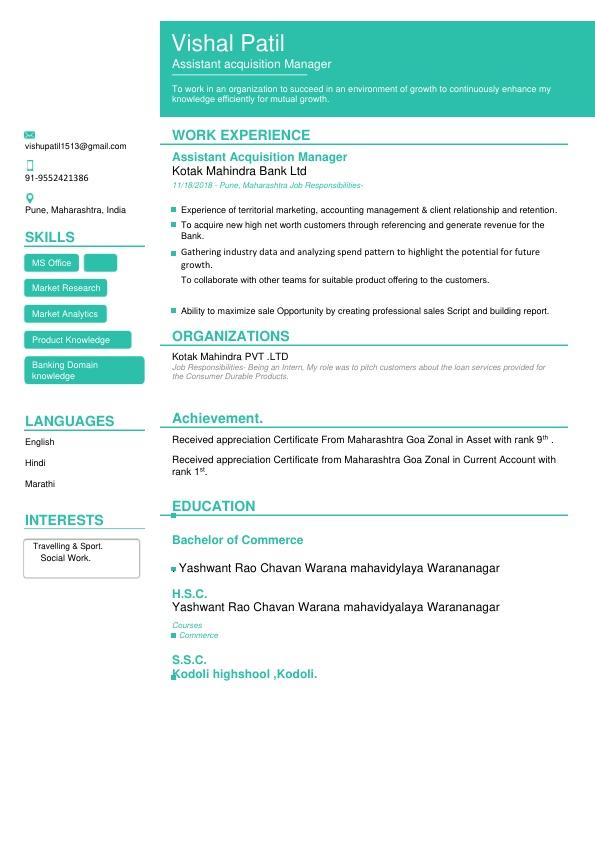 Vishal Patil
Assistant acquisition Manager
To work in an organization to succeed in an environment of growth to continuously enhance my
knowledge efficiently for mutual growth.
vishupatil1513@gmail.com
91-9552421386
Pune, Maharashtra, India
SKILLS
MS Office
Market Research
Market Analytics
Product Knowledge
Banking Domain
knowledge
LANGUAGES
English
Hindi
Marathi
INTERESTS
Travelling & Sport.
Social Work.
WORK EXPERIENCE
Assistant Acquisition Manager
Kotak Mahindra Bank Ltd
11/18/2018 - Pune, Maharashtra Job Responsibilities-
Experience of territorial marketing, accounting management & client relationship and retention.
To acquire new high net worth customers through referencing and generate revenue for the
Bank.
Gathering industry data and analyzing spend pattern to highlight the potential for future
growth.
To collaborate with other teams for suitable product offering to the customers.
Ability to maximize sale Opportunity by creating professional sales Script and building report.
ORGANIZATIONS
Kotak Mahindra PVT .LTD
Job Responsibilities- Being an Intern, My role was to pitch customers about the loan services provided for
the Consumer Durable Products.
Achievement.
Received appreciation Certificate From Maharashtra Goa Zonal in Asset with rank 9th .
Received appreciation Certificate from Maharashtra Goa Zonal in Current Account with
rank 1st.
EDUCATION
Bachelor of Commerce
Yashwant Rao Chavan Warana mahavidylaya Warananagar
H.S.C.
Yashwant Rao Chavan Warana mahavidyalaya Warananagar
Courses
Commerce
S.S.C.
Kodoli highshool ,Kodoli.